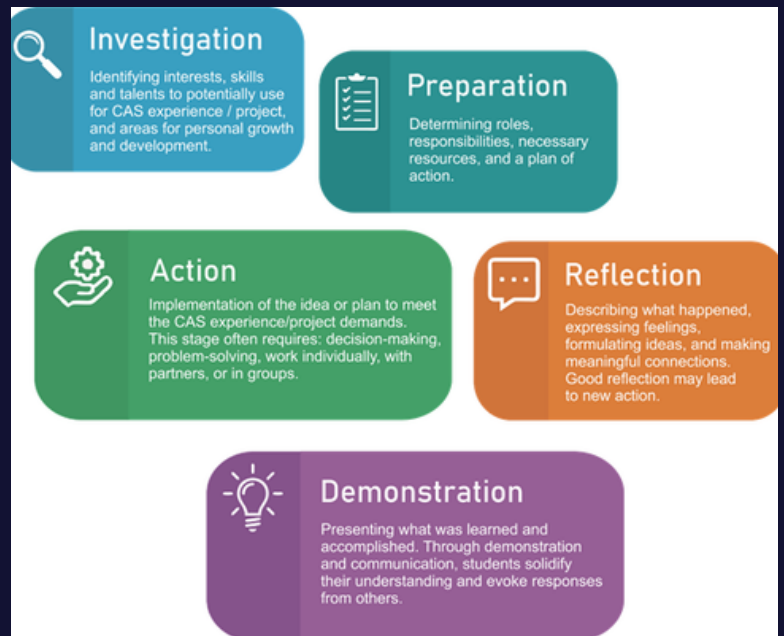 Investigation
Identifying interests, skills
and talents to potentially use
for CAS experience / project,
and areas for personal growth
and development.
Preparation
Determining roles,
responsibilities, necessary
resources, and a plan of
action.
Action
Implementation of the idea or plan to meet
the CAS experience/project demands.
This stage often requires: decision-making,
problem-solving, work individually, with
partners, or in groups.
Reflection
Describing what happened,
expressing feelings,
formulating ideas, and making
meaningful connections.
Good reflection may lead
to new action.
Demonstration
Presenting what was learned and
accomplished. Through demonstration
and communication, students solidify
their understanding and evoke responses
from others.